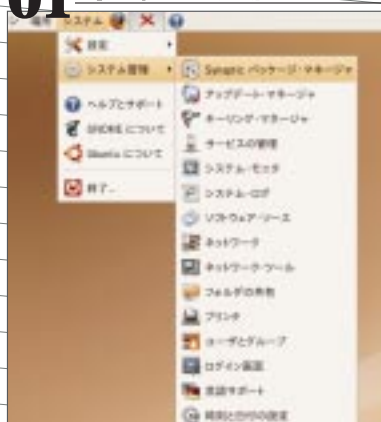 01
場所 システム
設定
システム管理
ヘルプとサポート
GNOME について
Ubuntu について
終了...
Synaptic パッケージ・マネージャ
アップデート・マネージャ
キーリング・マネージャ
サービスの管理
システム・モニタ
システム・ログ
ソフトウェア・ソース
ネットワーク
ネットワーク・ツール
フォルダの共有
プリンタ
ユーザとグループ
ログイン画面
言語サポート
時刻と日付の設定